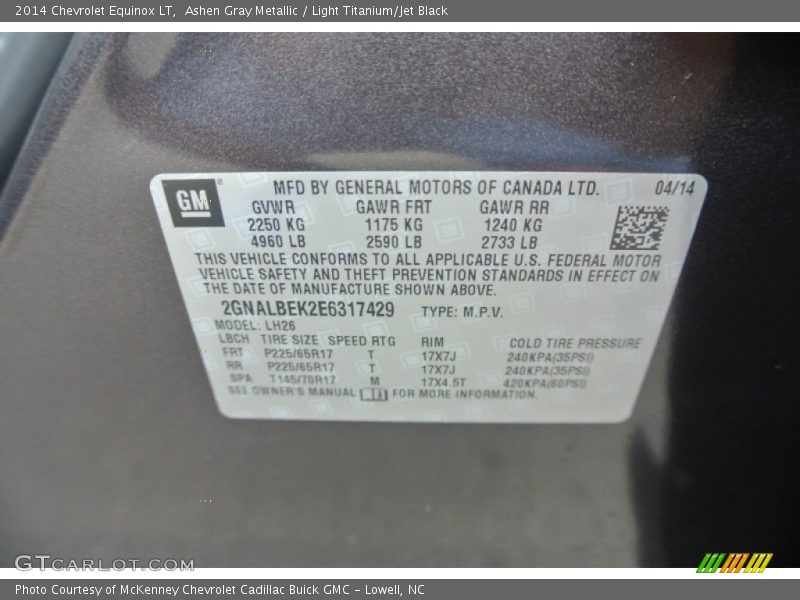 2014 Chevrolet Equinox LT, Ashen Gray Metallic / Light Titanium/Jet Black
GM MFD BY GENERAL MOTORS OF CANADA LTD. 04/14
GVWR GAWR FRT GAWR RR
2250 KG 1175 KG 1240 KG
4960 LB 2590 LB 2733 LB
THIS VEHICLE CONFORMS TO ALL APPLICABLE U.S. FEDERAL MOTOR
VEHICLE SAFETY AND THEFT PREVENTION STANDARDS IN EFFECT ON
THE DATE OF MANUFACTURE SHOWN ABOVE.
2GNALBEK2E6317429 TYPE: M.P.V.
MODEL: LH26
LBCH TIRE SIZE SPEED RTG RIM COLD TIRE PRESSURE
FRT P225/65R17 T 17X7J 240KPA(35PSI)
RR P225/65R17 T 17X7J 240KPA(35PSI)
SPA T145/70R17 M 17X4.5T 420KPA(60PSI)
SEE OWNER'S MANUAL FOR MORE INFORMATION.
GTCARLOT.COM
Photo Courtesy of McKenney Chevrolet Cadillac Buick GMC - Lowell, NC